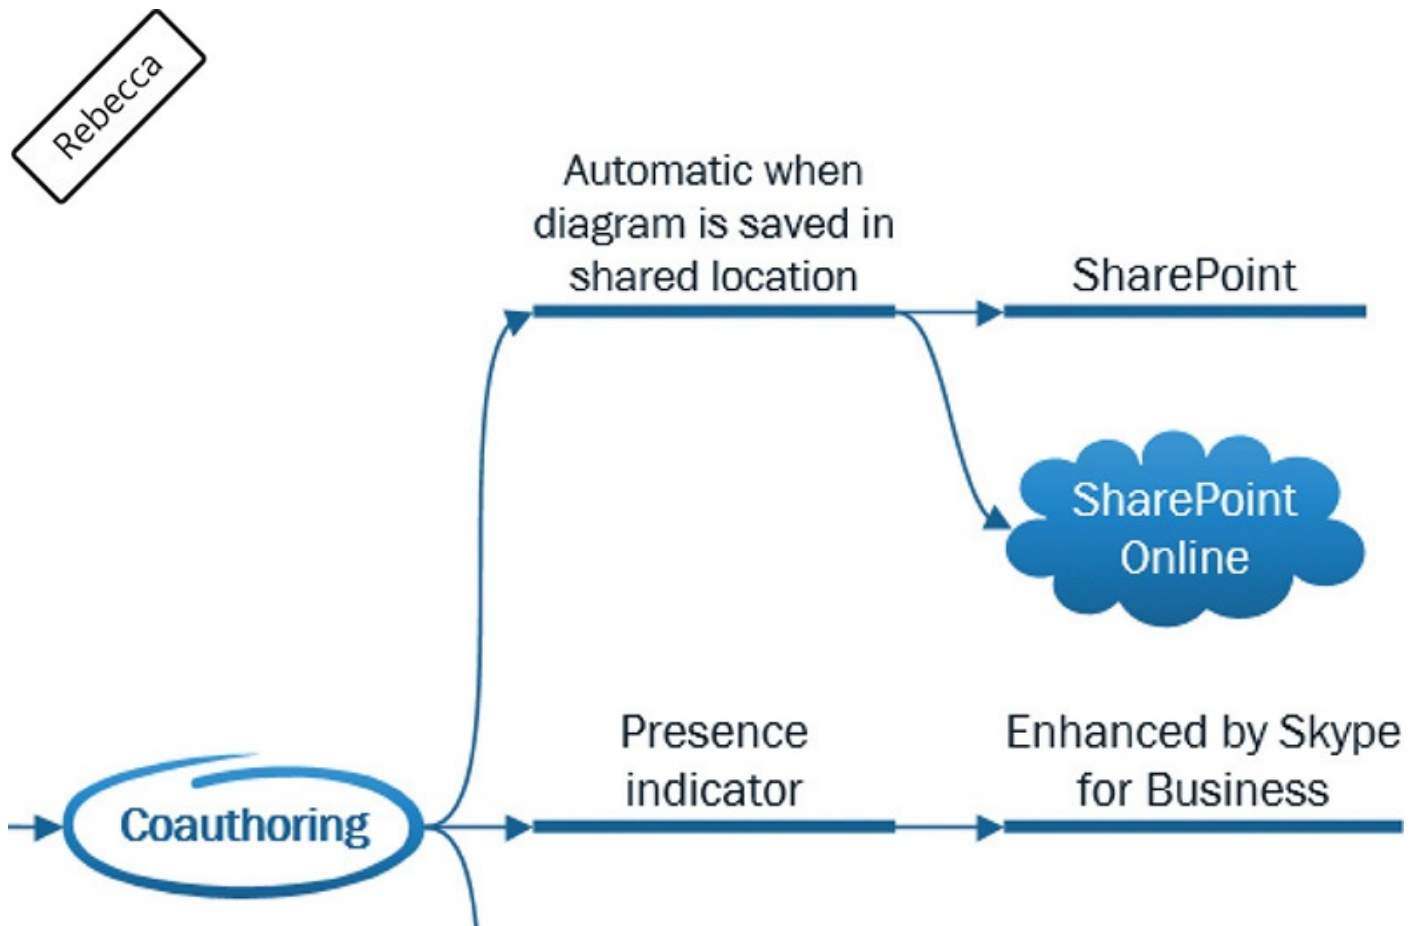 Rebecca
Automatic when
diagram is saved in
shared location
SharePoint
SharePoint
Online
Presence
indicator
Enhanced by Skype
for Business
Coauthoring